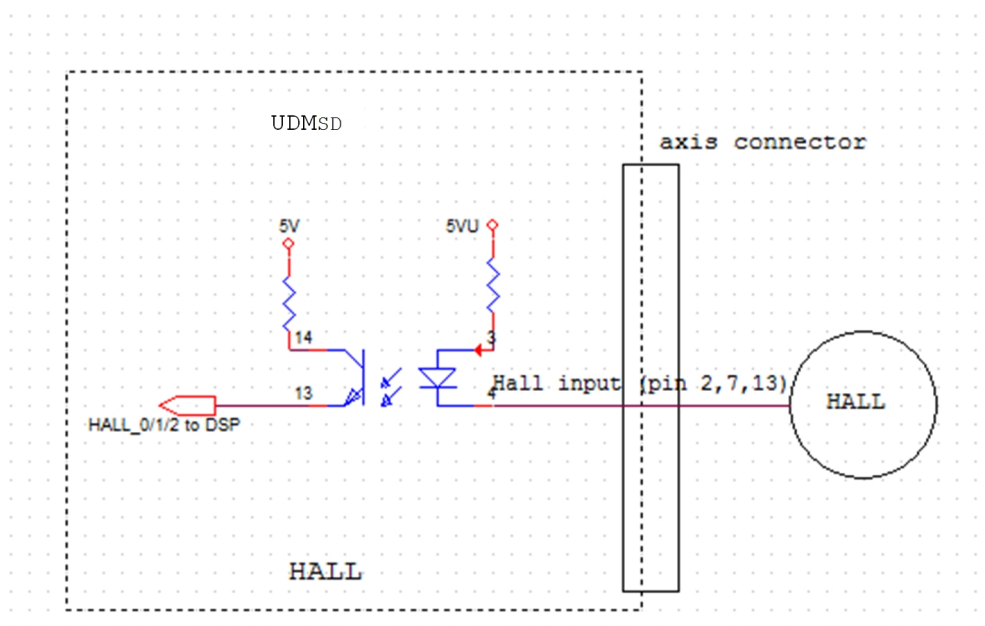 UDMSD
axis connector
5V
5VU
14
3
Hall input (pin 2,7,13)
13
4
HALL
HALL_0/1/2 to DSP
HALL